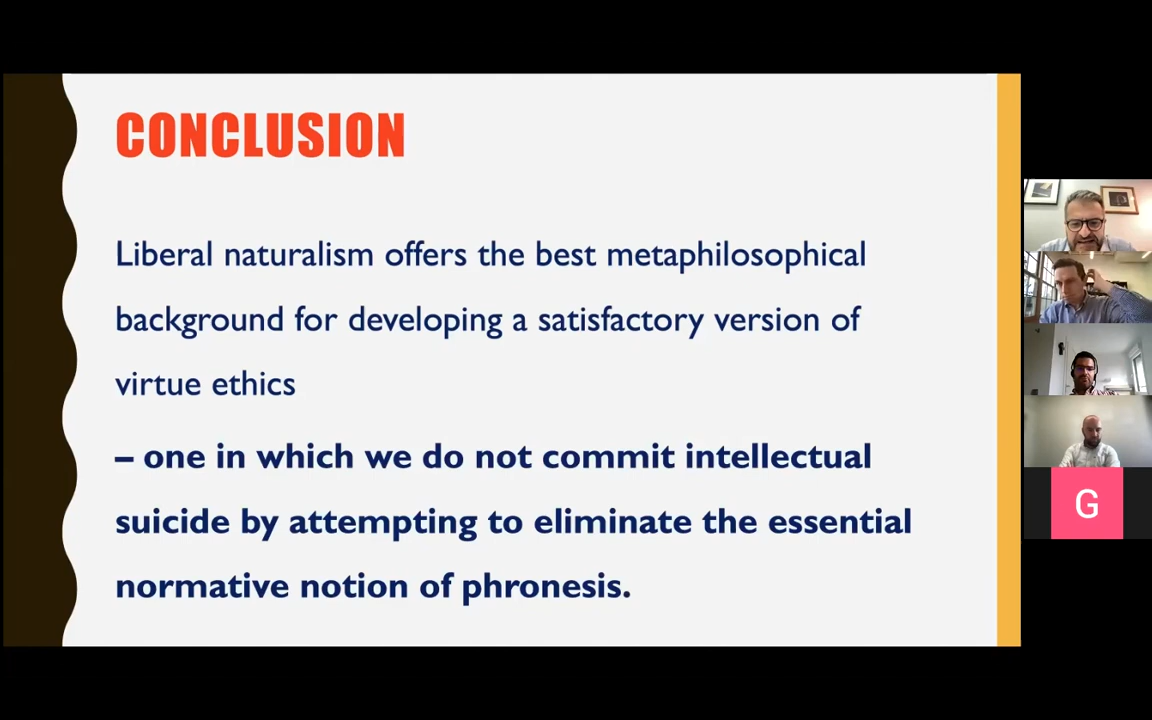 CONCLUSION
Liberal naturalism offers the best metaphilosophical
background for developing a satisfactory version of
virtue ethics
– one in which we do not commit intellectual
suicide by attempting to eliminate the essential
normative notion of phronesis.
G